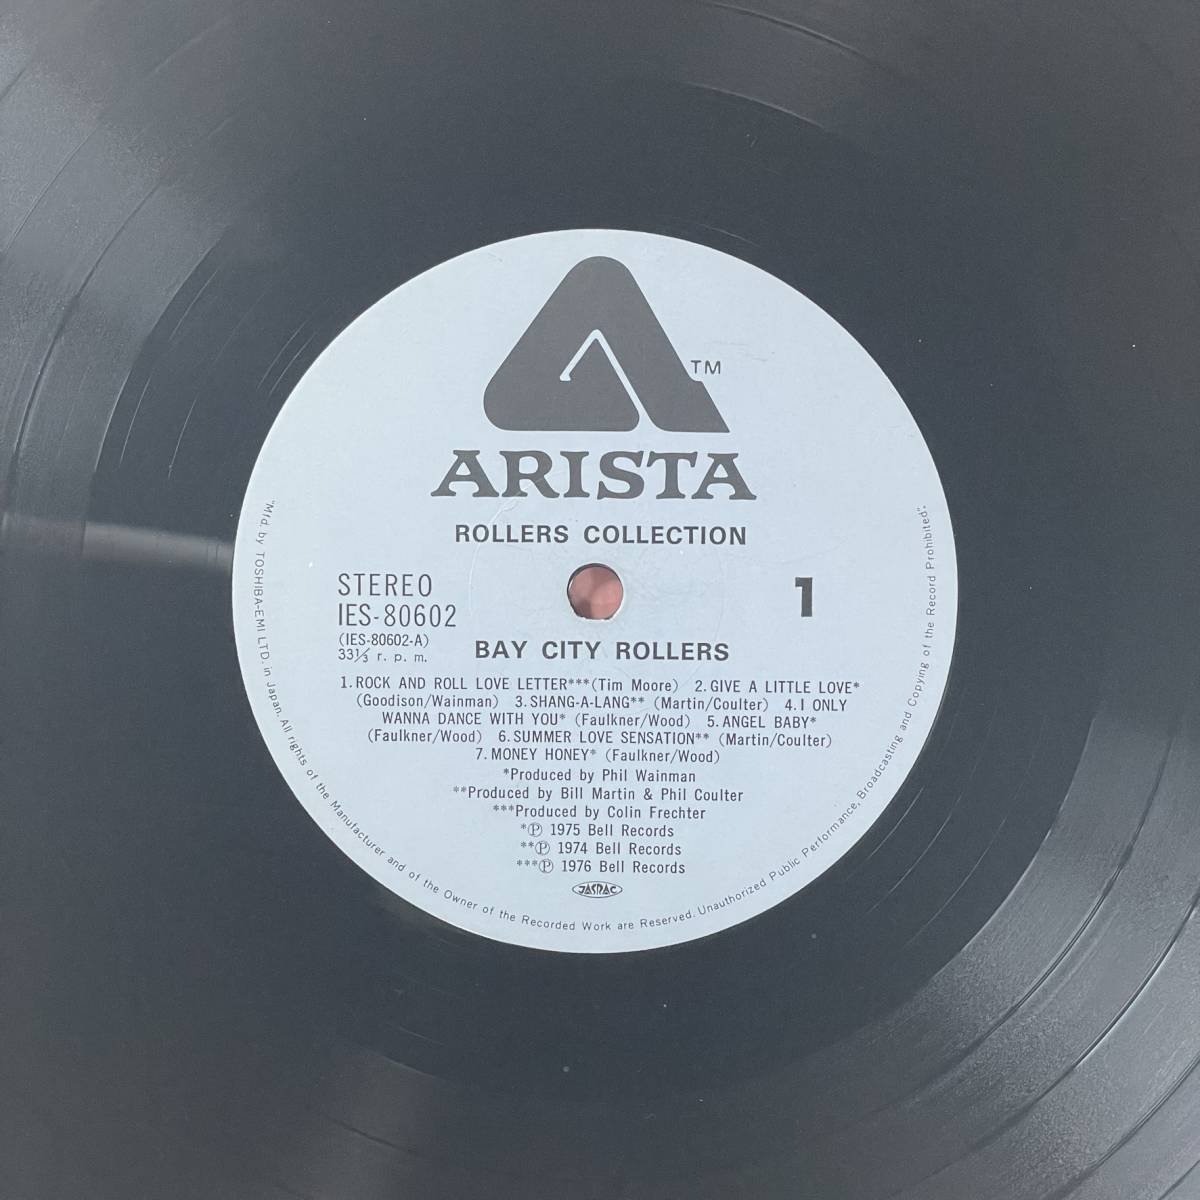 TM
ARISTA
ROLLERS COLLECTION
STEREO
IES-80602
(IES-80602-A)
33⅓ r. p. m.
1
BAY CITY ROLLERS
1. ROCK AND ROLL LOVE LETTER***(Tim Moore) 2. GIVE A LITTLE LOVE*
(Goodison/Wainman) 3. SHANG-A-LANG** (Martin/Coulter) 4. I ONLY
WANNA DANCE WITH YOU* (Faulkner/Wood) 5. ANGEL BABY*
(Faulkner/Wood) 6. SUMMER LOVE SENSATION** (Martin/Coulter)
7. MONEY HONEY* (Faulkner/Wood)
*Produced by Phil Wainman
**Produced by Bill Martin & Phil Coulter
***Produced by Colin Frechter
*℗ 1975 Bell Records
**℗ 1974 Bell Records
***℗ 1976 Bell Records
JASRAC
"Mfd. by TOSHIBA-EMI LTD. in Japan. All rights of the Manufacturer and of the Owner of the Recorded Work are Reserved. Unauthorized Public Performance, Broadcasting and Copying of the Record Prohibited".